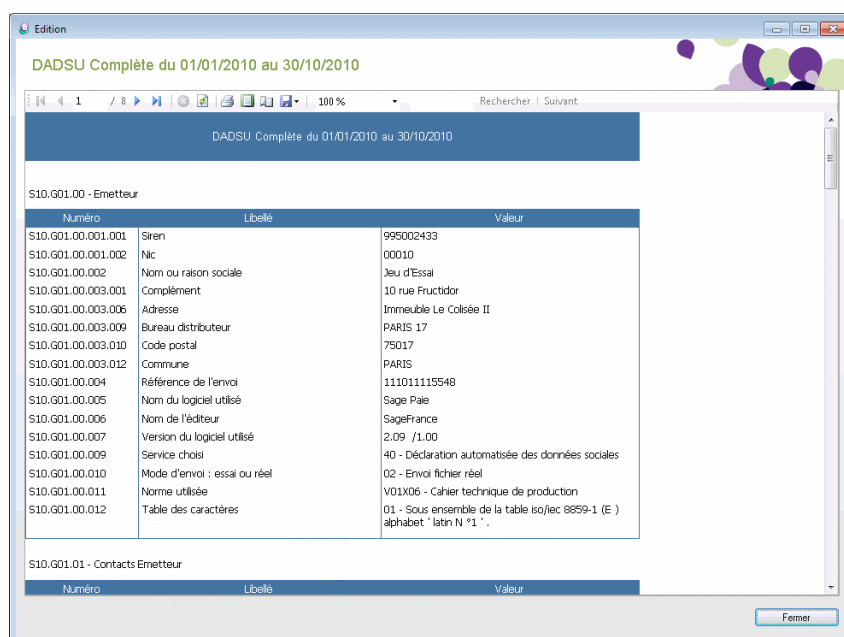 Edition
DADSU Complète du 01/01/2010 au 30/10/2010
1 / 8 100 % Rechercher | Suivant
DADSU Complète du 01/01/2010 au 30/10/2010
S10.G01.00 - Emetteur
Numéro Libellé Valeur
S10.G01.00.001.001 Siren 995002433
S10.G01.00.001.002 Nic 00010
S10.G01.00.002 Nom ou raison sociale Jeu d'Essai
S10.G01.00.003.001 Complément 10 rue Fructidor
S10.G01.00.003.006 Adresse Immeuble Le Colisée II
S10.G01.00.003.009 Bureau distributeur PARIS 17
S10.G01.00.003.010 Code postal 75017
S10.G01.00.003.012 Commune PARIS
S10.G01.00.004 Référence de l'envoi 111011115548
S10.G01.00.005 Nom du logiciel utilisé Sage Paie
S10.G01.00.006 Nom de l'éditeur SageFrance
S10.G01.00.007 Version du logiciel utilisé 2.09 /1.00
S10.G01.00.009 Service choisi 40 - Déclaration automatisée des données sociales
S10.G01.00.010 Mode d'envoi : essai ou réel 02 - Envoi fichier réel
S10.G01.00.011 Norme utilisée V01X06 - Cahier technique de production
S10.G01.00.012 Table des caractères 01 - Sous ensemble de la table iso/iec 8859-1 (E )
alphabet ' latin N °1 ' .
S10.G01.01 - Contacts Emetteur
Numéro Libellé Valeur
Fermer